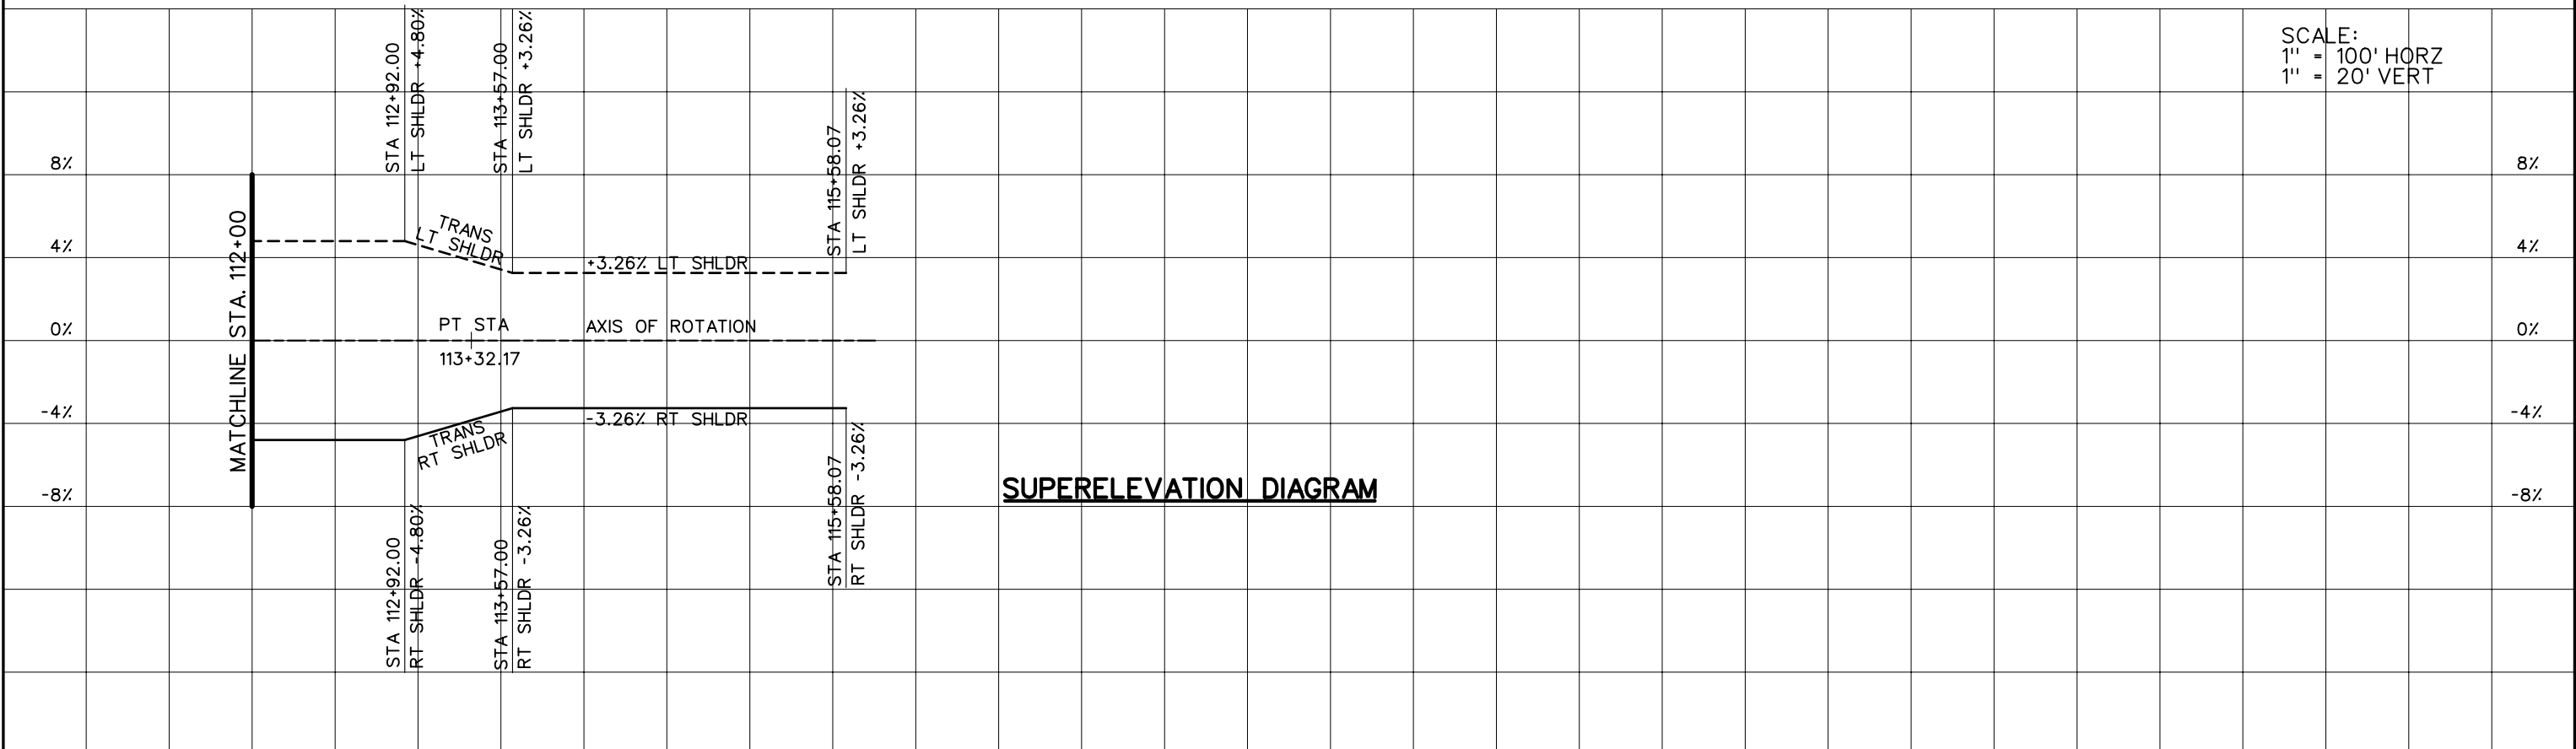 SCALE:
1" = 100' HORZ
1" = 20' VERT
STA 112+92.00
LT SHLDR +4.80%
STA 113+57.00
LT SHLDR +3.26%
STA 115+58.07
LT SHLDR +3.26%
8%
8%
MATCHLINE STA. 112+00
TRANS
LT SHLDR
4%
4%
+3.26% LT SHLDR
0%
PT STA
113+32.17
AXIS OF ROTATION
0%
-4%
-3.26% RT SHLDR
-4%
TRANS
RT SHLDR
-8%
SUPERELEVATION DIAGRAM
-8%
STA 112+92.00
RT SHLDR -4.80%
STA 113+57.00
RT SHLDR -3.26%
STA 115+58.07
RT SHLDR -3.26%